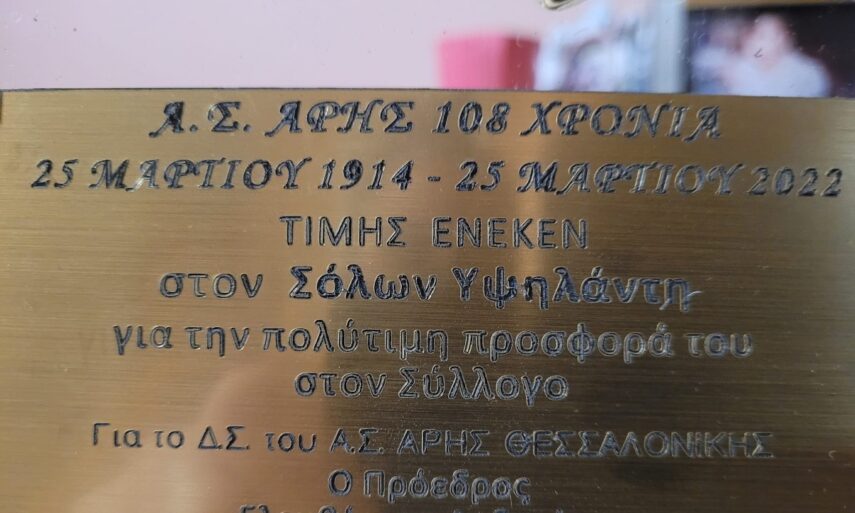 Α.Σ. ΑΡΗΣ 108 ΧΡΟΝΙΑ
25 ΜΑΡΤΙΟΥ 1914 - 25 ΜΑΡΤΙΟΥ 2022
ΤΙΜΗΣ ΕΝΕΚΕΝ
στον Σόλων Υψηλάντη
για την πολύτιμη προσφορά του
στον Σύλλογο
Για το Δ.Σ. του Α.Σ. ΑΡΗΣ ΘΕΣΣΑΛΟΝΙΚΗΣ
Ο Πρόεδρος